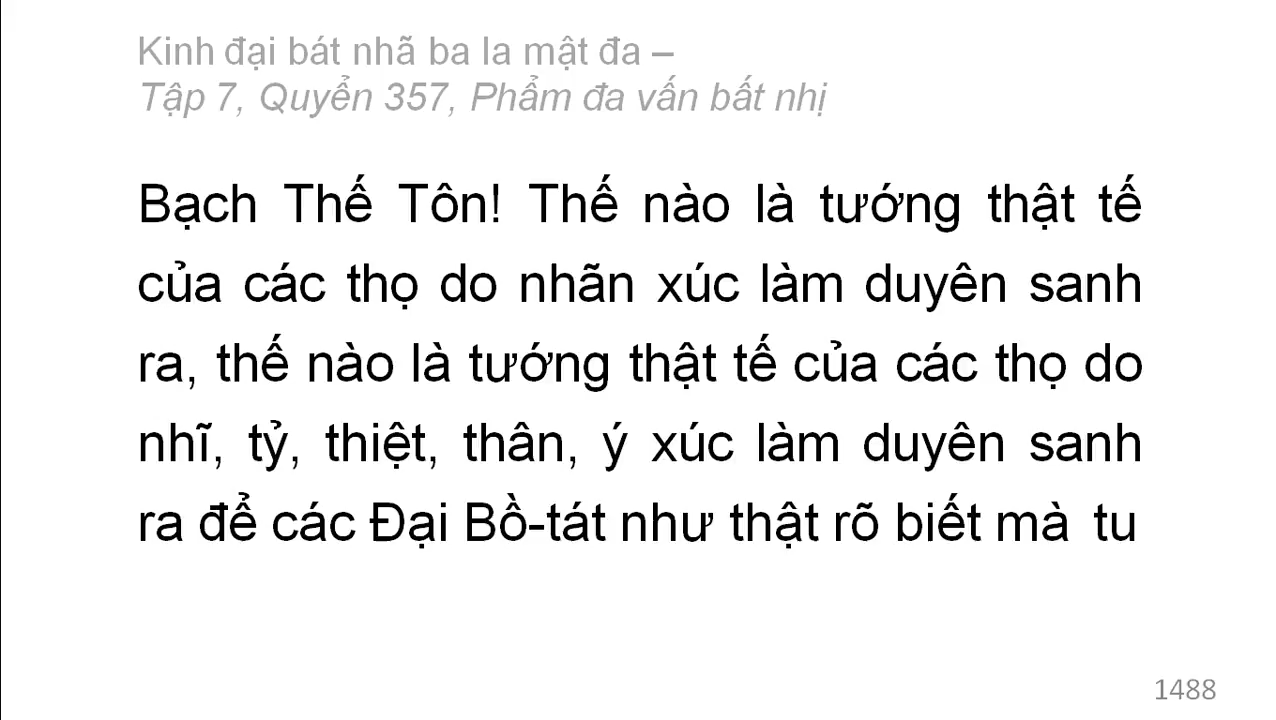 Kinh đại bát nhã ba la mật đa –
Tập 7, Quyển 357, Phẩm đa vấn bất nhị
Bạch Thế Tôn! Thế nào là tướng thật tế
của các thọ do nhãn xúc làm duyên sanh
ra, thế nào là tướng thật tế của các thọ do
nhĩ, tỷ, thiệt, thân, ý xúc làm duyên sanh
ra để các Đại Bồ-tát như thật rõ biết mà tu
1488